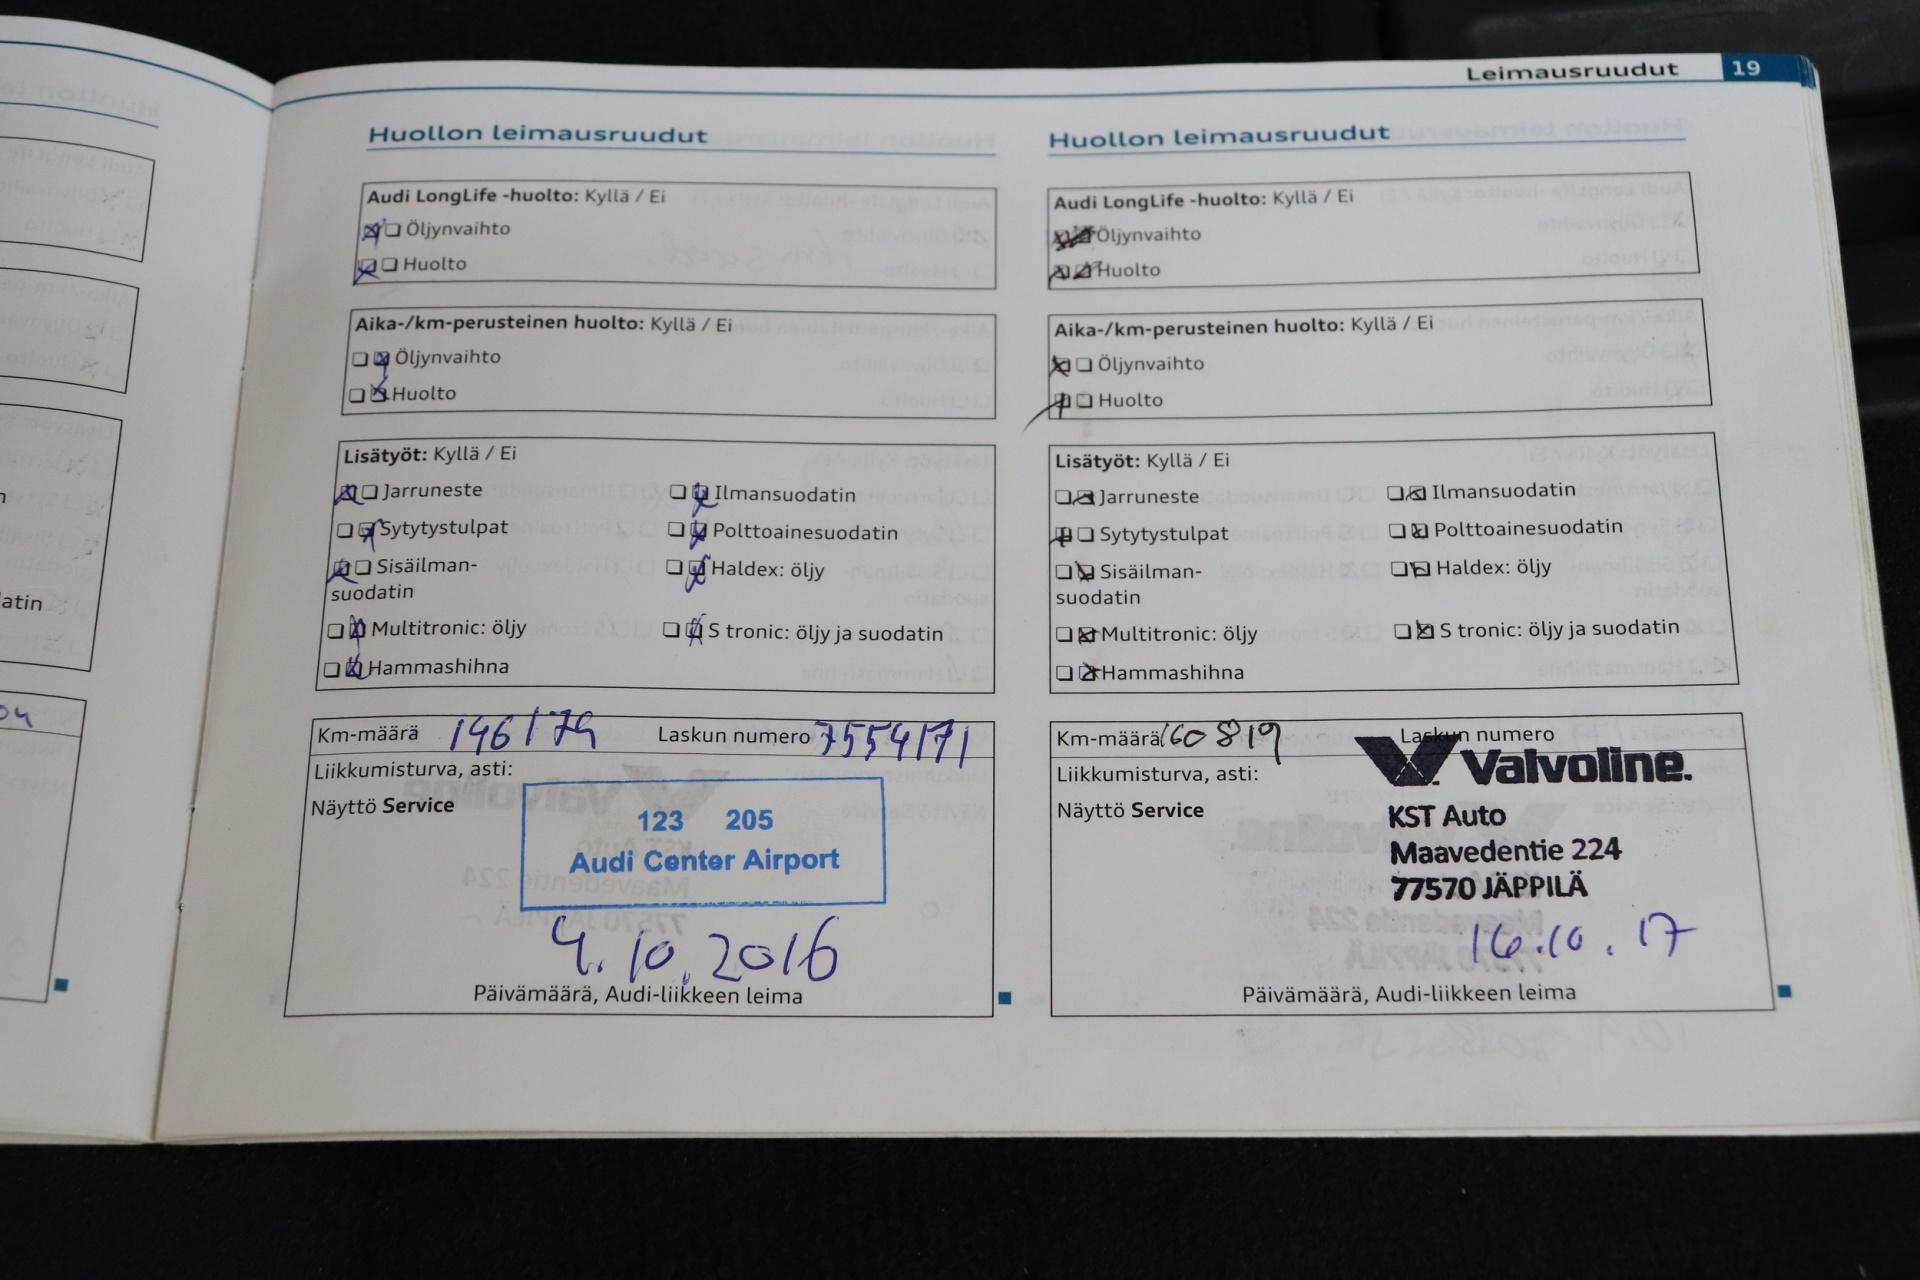 Leimausruudut 19
Huollon leimausruudut
Audi LongLife -huolto: Kyllä / Ei
Öljynvaihto
Huolto
Aika-/km-perusteinen huolto: Kyllä / Ei
Öljynvaihto
Huolto
Lisätyöt: Kyllä / Ei
Jarruneste
Ilmansuodatin
Sytytystulpat
Polttoainesuodatin
Sisäilman-
suodatin
Haldex: öljy
Multitronic: öljy
S tronic: öljy ja suodatin
Hammashihna
Km-määrä 146174 Laskun numero 7554171
Liikkumisturva, asti:
Näyttö Service
123 205
Audi Center Airport
4.10.2016
Päivämäärä, Audi-liikkeen leima
Huollon leimausruudut
Audi LongLife -huolto: Kyllä / Ei
Öljynvaihto
Huolto
Aika-/km-perusteinen huolto: Kyllä / Ei
Öljynvaihto
Huolto
Lisätyöt: Kyllä / Ei
Jarruneste
Ilmansuodatin
Sytytystulpat
Polttoainesuodatin
Sisäilman-
suodatin
Haldex: öljy
Multitronic: öljy
S tronic: öljy ja suodatin
Hammashihna
Km-määrä 160819 Laskun numero
Liikkumisturva, asti:
Näyttö Service
Valvoline.
KST Auto
Maavedentie 224
77570 JÄPPILÄ
16.10.17
Päivämäärä, Audi-liikkeen leima